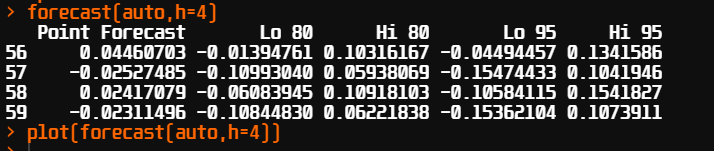 > forecast(auto,h=4)
Point Forecast Lo 80 Hi 80 Lo 95 Hi 95
56 0.04460703 -0.01394761 0.10316167 -0.04494457 0.1341586
57 -0.02527485 -0.10993040 0.05938069 -0.15474433 0.1041946
58 0.02417079 -0.06083945 0.10918103 -0.10584115 0.1541827
59 -0.02311496 -0.10844830 0.06221838 -0.15362104 0.1073911
> plot(forecast(auto,h=4))
>